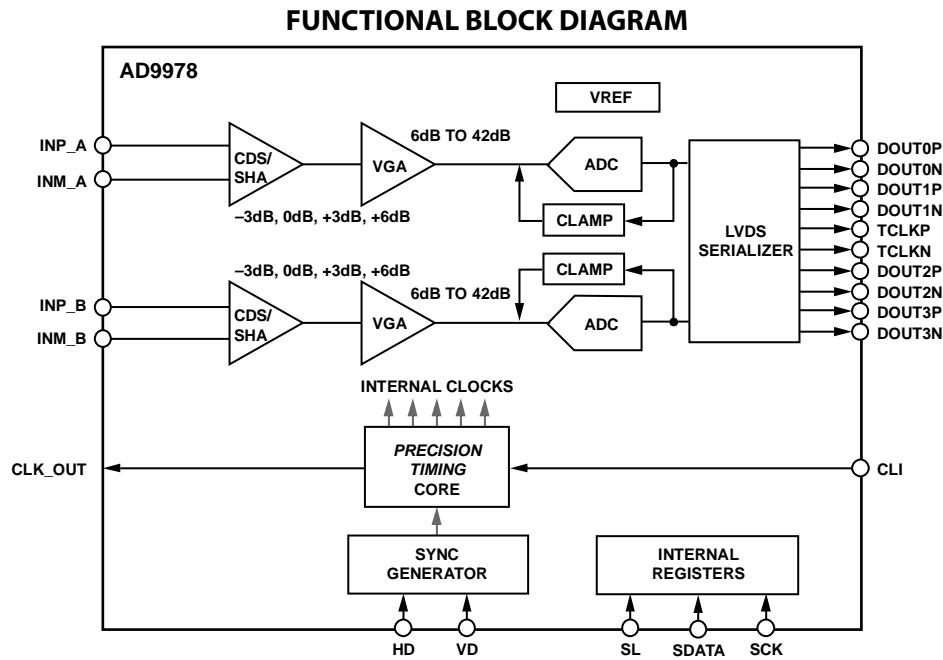 FUNCTIONAL BLOCK DIAGRAM
AD9978
VREF
INP_A
INM_A
CDS/
SHA
–3dB, 0dB, +3dB, +6dB
VGA
6dB TO 42dB
ADC
CLAMP
INP_B
INM_B
CDS/
SHA
–3dB, 0dB, +3dB, +6dB
VGA
6dB TO 42dB
CLAMP
ADC
LVDS
SERIALIZER
DOUT0P
DOUT0N
DOUT1P
DOUT1N
TCLKP
TCLKN
DOUT2P
DOUT2N
DOUT3P
DOUT3N
INTERNAL CLOCKS
CLK_OUT
PRECISION
TIMING
CORE
CLI
SYNC
GENERATOR
INTERNAL
REGISTERS
HD
VD
SL
SDATA
SCK